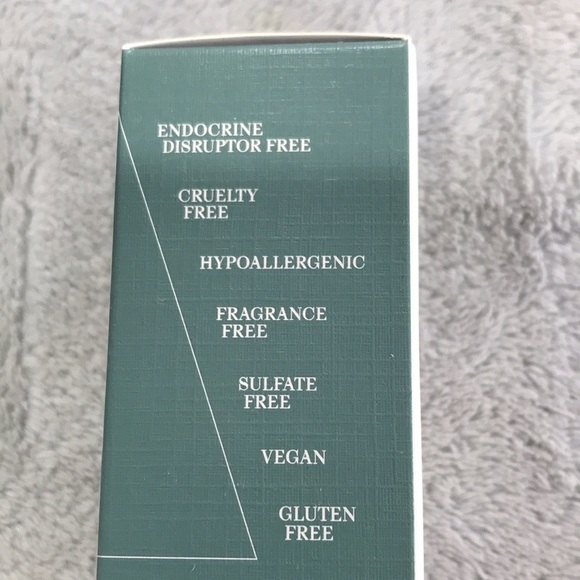 ENDOCRINE
DISRUPTOR FREE
CRUELTY
FREE
HYPOALLERGENIC
FRAGRANCE
FREE
SULFATE
FREE
VEGAN
GLUTEN
FREE